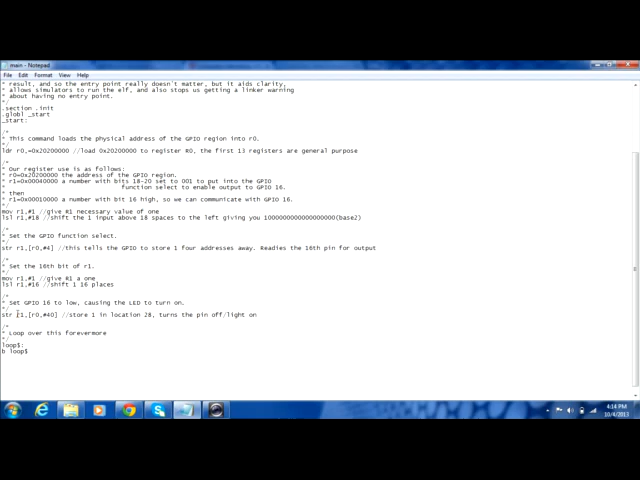 main - Notepad
File Edit Format View Help
* result, and so the entry point really doesn't matter, but it aids clarity,
* allows simulators to run the elf, and also stops us getting a linker warning
* about having no entry point.
*/
.section .init
.globl _start
_start:
/*
* This command loads the physical address of the GPIO region into r0.
*/
ldr r0,=0x20200000 //load 0x20200000 to register R0, the first 13 registers are general purpose
/*
* Our register use is as follows:
* r0=0x20200000 the address of the GPIO region.
* r1=0x00040000 a number with bits 18-20 set to 001 to put into the GPIO
* function select to enable output to GPIO 16.
* then
* r1=0x00010000 a number with bit 16 high, so we can communicate with GPIO 16.
*/
mov r1,#1 //give R1 necessary value of one
lsl r1,#18 //shift the 1 input above 18 spaces to the left giving you 1000000000000000000(base2)
/*
* Set the GPIO function select.
*/
str r1,[r0,#4] //this tells the GPIO to store 1 four addresses away. Readies the 16th pin for output
/*
* Set the 16th bit of r1.
*/
mov r1,#1 //give R1 a one
lsl r1,#16 //shift 1 16 places
/*
* Set GPIO 16 to low, causing the LED to turn on.
*/
str r1,[r0,#40] //store 1 in location 28, turns the pin off/light on
/*
* Loop over this forevermore
*/
loop$:
b loop$
4:14 PM
10/4/2013